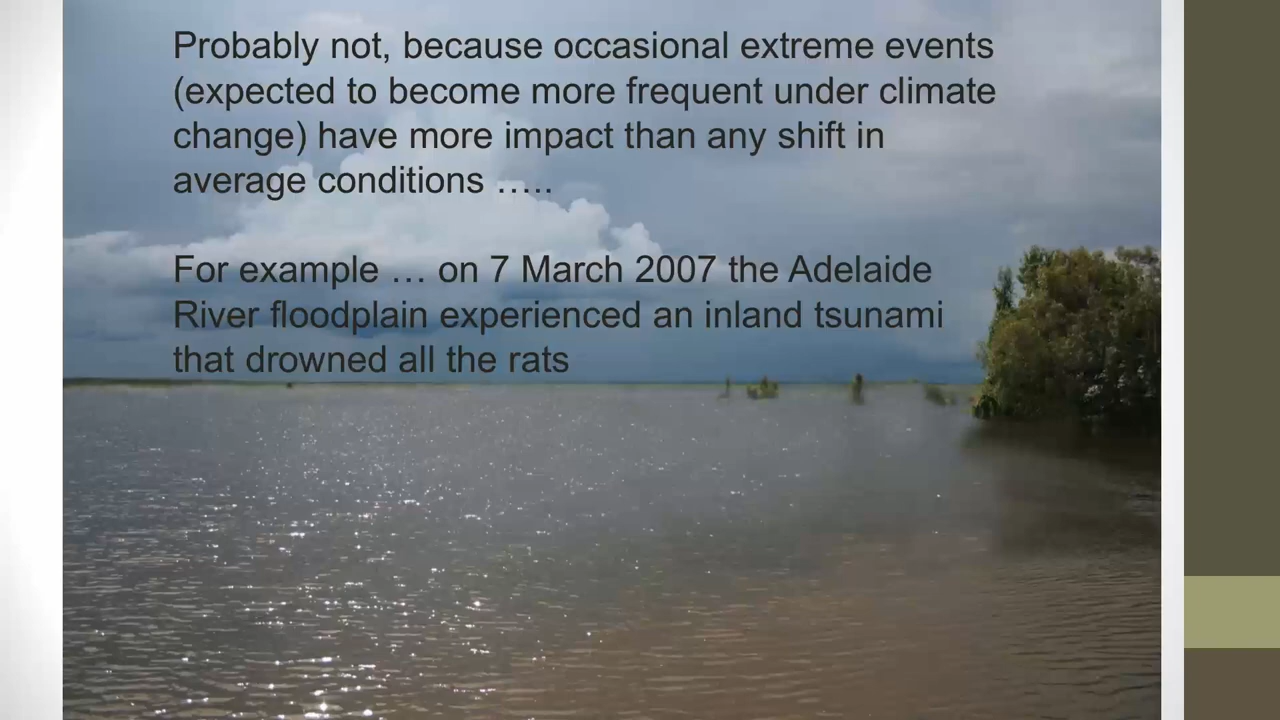 Probably not, because occasional extreme events
(expected to become more frequent under climate
change) have more impact than any shift in
average conditions …..
For example … on 7 March 2007 the Adelaide
River floodplain experienced an inland tsunami
that drowned all the rats